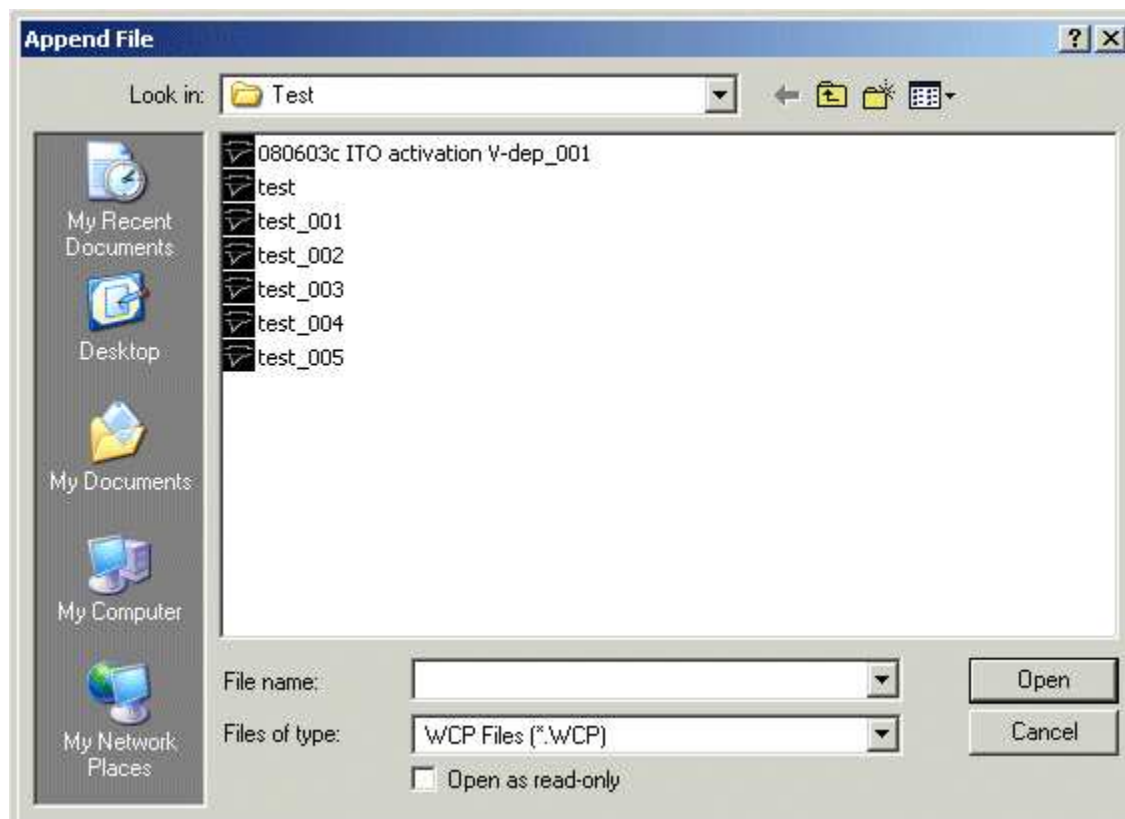 Append File
Look in: Test
080603c ITO activation V-dep_001
test
test_001
test_002
test_003
test_004
test_005
My Recent
Documents
Desktop
My Documents
My Computer
My Network
Places
File name:
Open
Files of type: WCP Files (*.WCP)
Cancel
Open as read-only